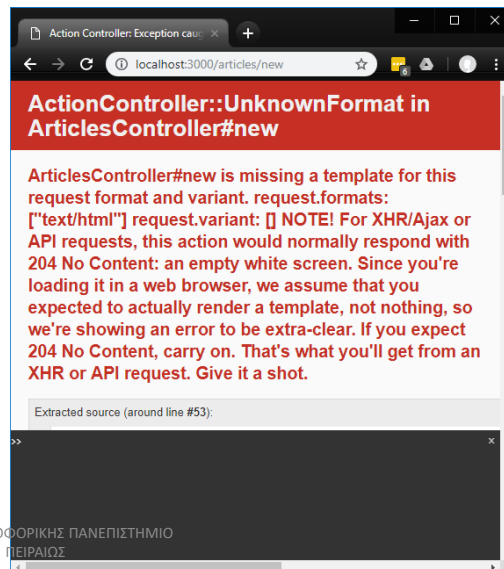 Action Controller: Exception caug
localhost:3000/articles/new
6
ActionController::UnknownFormat in
ArticlesController#new
ArticlesController#new is missing a template for this
request format and variant. request.formats:
["text/html"] request.variant: [] NOTE! For XHR/Ajax or
API requests, this action would normally respond with
204 No Content: an empty white screen. Since you're
loading it in a web browser, we assume that you
expected to actually render a template, not nothing, so
we're showing an error to be extra-clear. If you expect
204 No Content, carry on. That's what you'll get from an
XHR or API request. Give it a shot.
Extracted source (around line #53):
>>
x
ΟΦΟΡΙΚΗΣ ΠΑΝΕΠΙΣΤΗΜΙΟ
ΠΕΙΡΑΙΩΣ